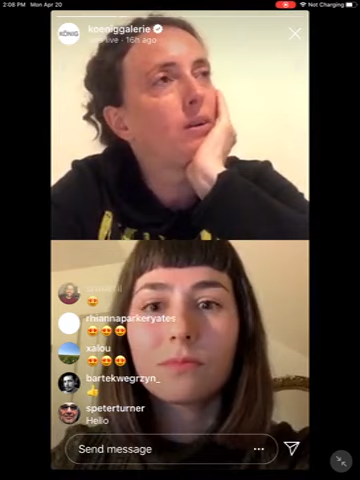 2:08 PM Mon Apr 20
Not Charging
KÖNIG
koeniggalerie
16h ago
rhiannaparkeryates
xalou
bartekwegrzyn_
speterturner
Hello
Send message